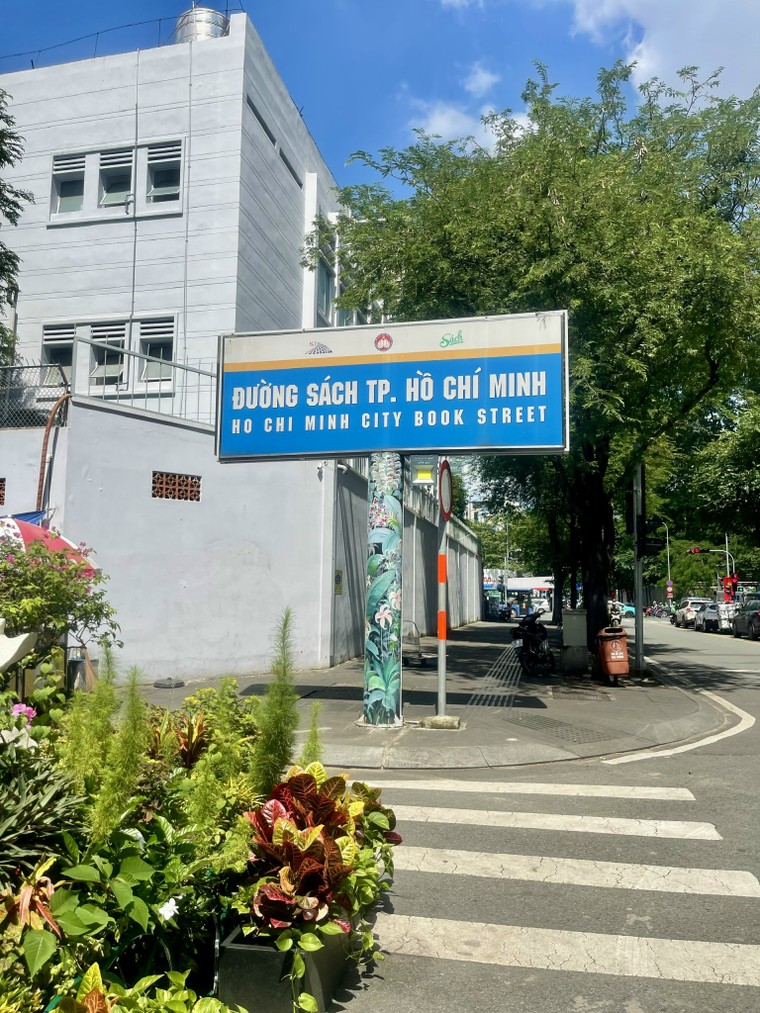 Sách
ĐƯỜNG SÁCH TP. HỒ CHÍ MINH
HO CHI MINH CITY BOOK STREET